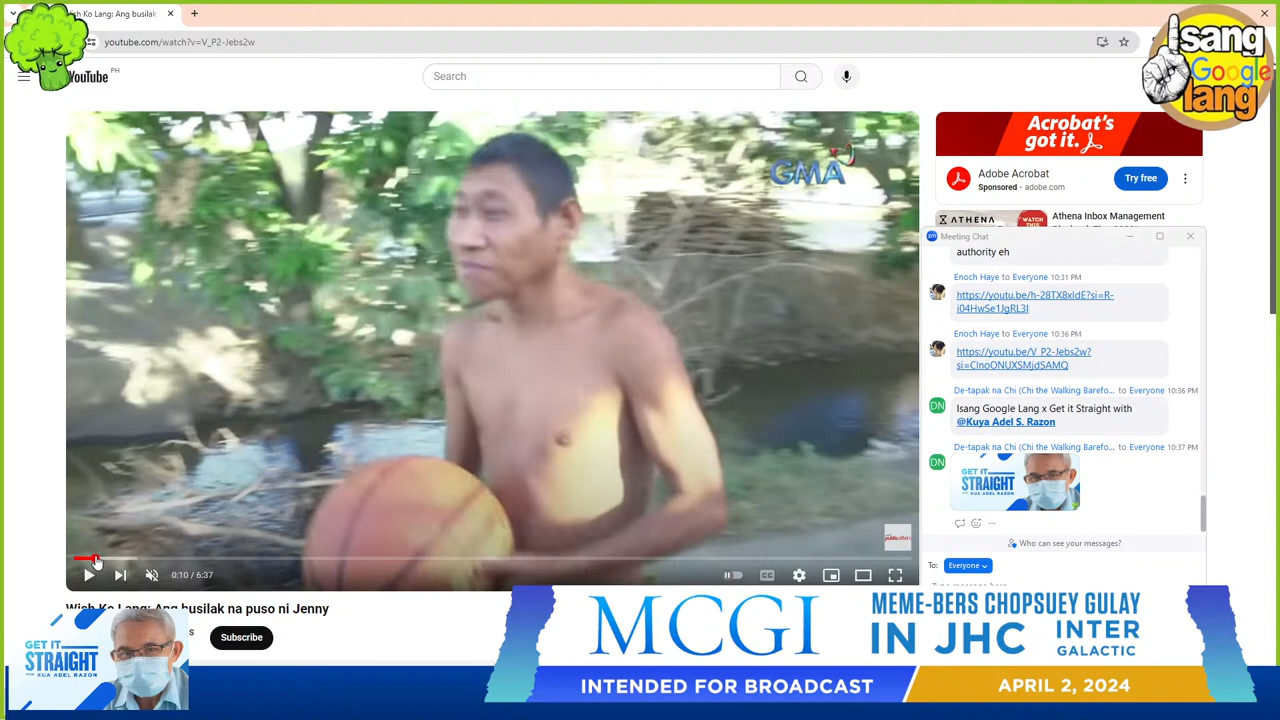 Wish Ko Lang: Ang busilak
youtube.com/watch?v=V_P2-Jebs2w
YouTube PH
Search
Isang
Google
lang
GMA
Acrobat's
got it.
Adobe Acrobat
Sponsored · adobe.com
Try free
ATHENA
WATCH
THIS
Athena Inbox Management
Meeting Chat
authority eh
Enoch Haye to Everyone 10:31 PM
https://youtu.be/h-28TX8xIdE?si=R-
i04HwSe1JgRL3I
Enoch Haye to Everyone 10:36 PM
https://youtu.be/V_P2-Jebs2w?
si=CInoONUXSMjdSAMQ
De-tapak na Chi (Chi the Walking Barefo... to Everyone 10:36 PM
Isang Google Lang x Get it Straight with
@Kuya Adel S. Razon
De-tapak na Chi (Chi the Walking Barefo... to Everyone 10:37 PM
GET IT
STRAIGHT
Who can see your messages?
To: Everyone
publicaffairs
0:10 / 6:37
Wish Ko Lang: Ang busilak na puso ni Jenny
Subscribe
GET IT
STRAIGHT
WITH KUA ADEL RAZON
MCGI
MEME-BERS CHOPSUEY GULAY
IN JHC INTER
GALACTIC
INTENDED FOR BROADCAST
APRIL 2, 2024